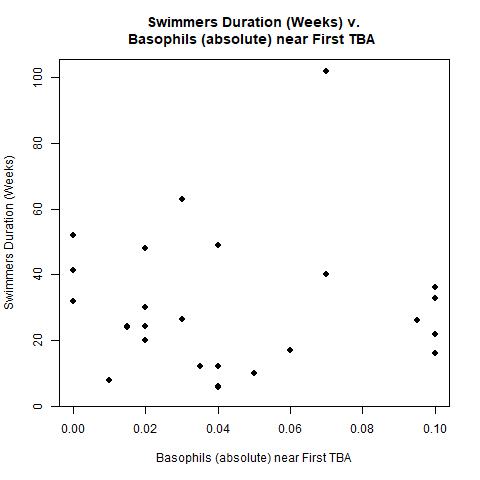 Swimmers Duration (Weeks) v.
Basophils (absolute) near First TBA
Swimmers Duration (Weeks)
100
80
60
40
20
0
0.00 0.02 0.04 0.06 0.08 0.10
Basophils (absolute) near First TBA